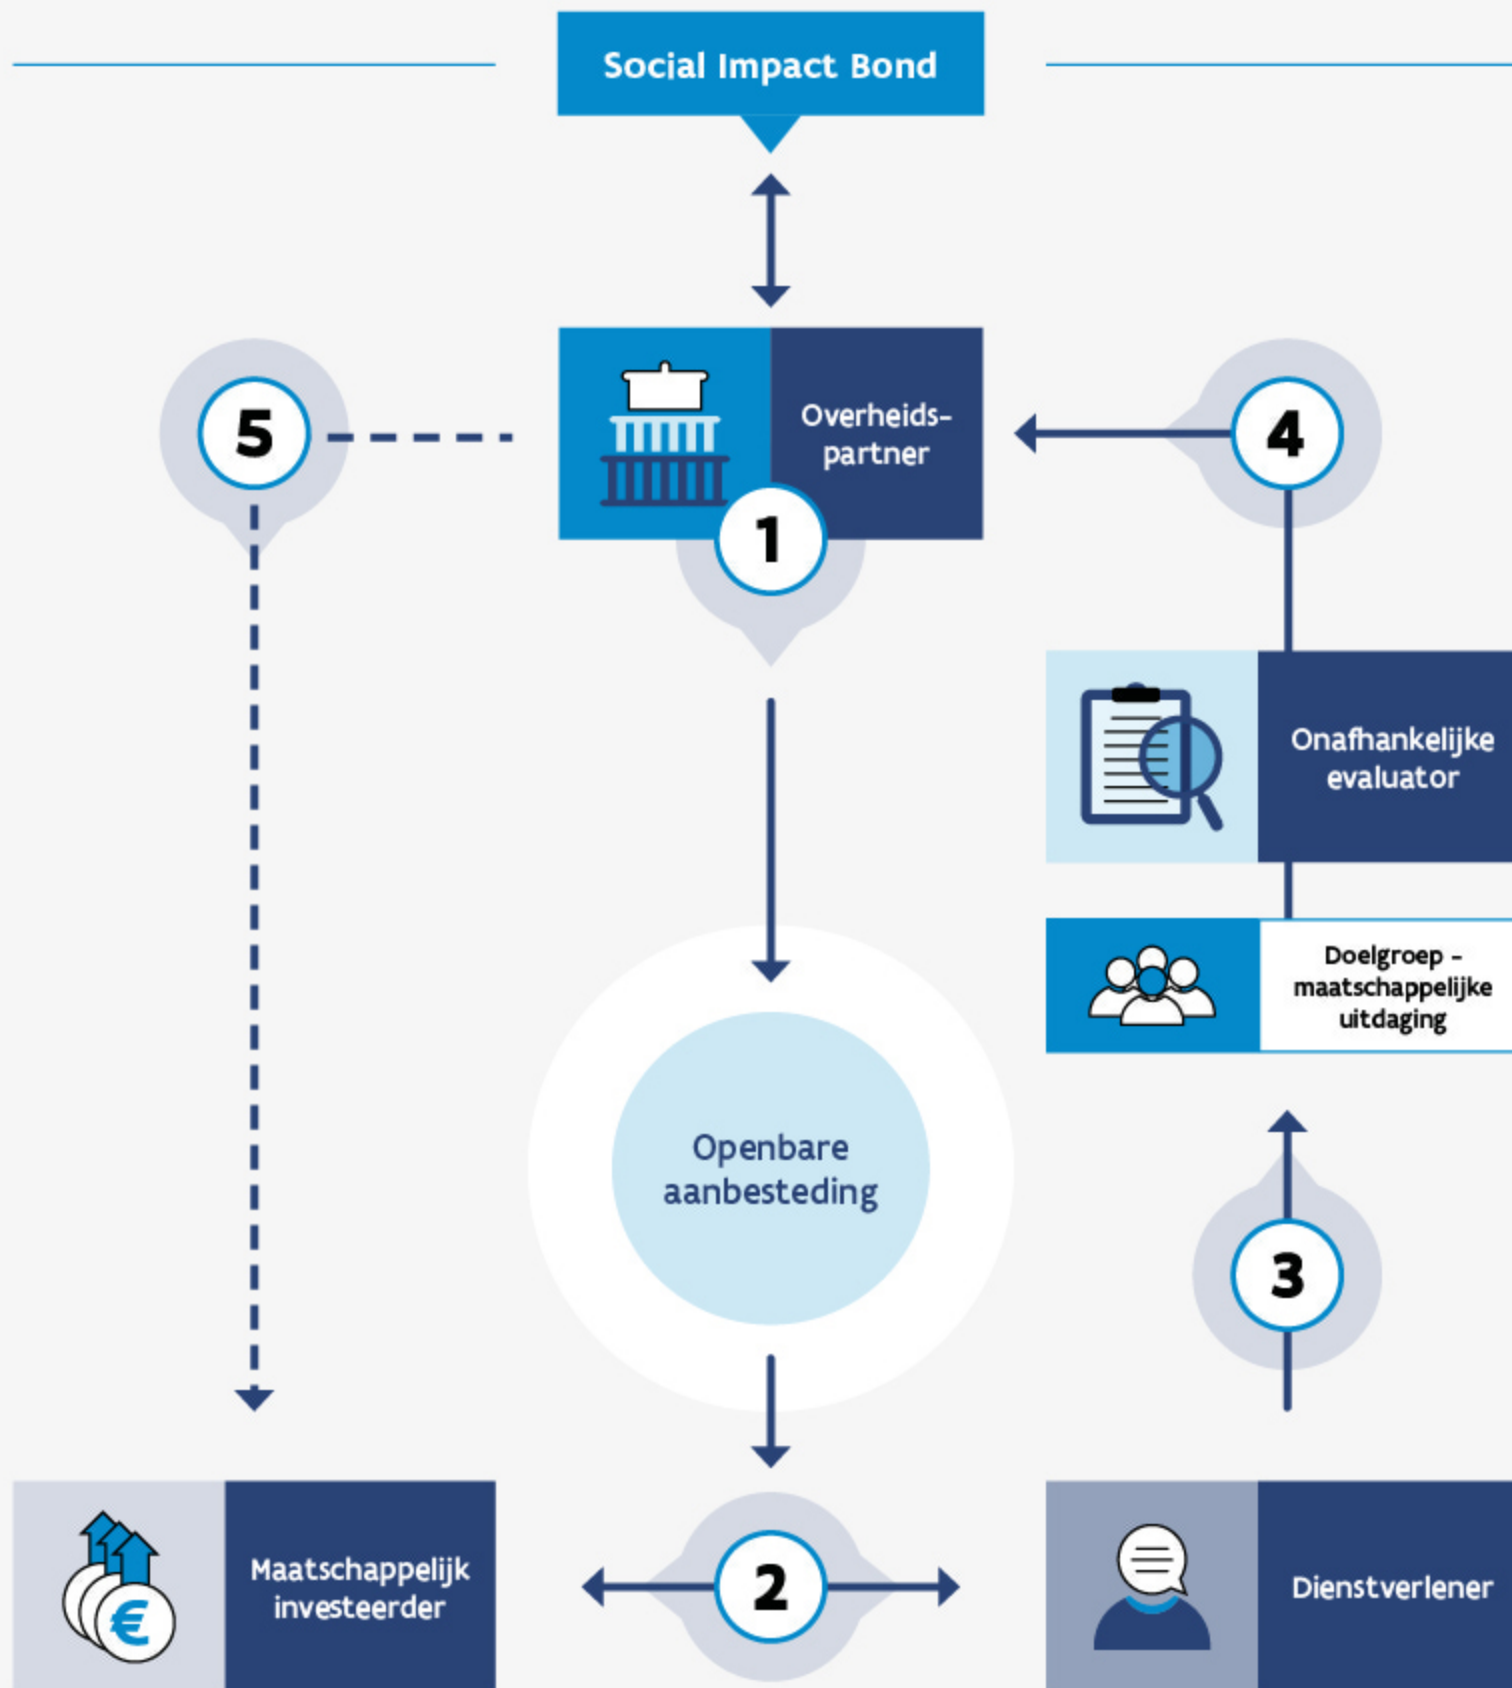 Social Impact Bond
5
Overheids-
partner
4
1
Onafhankelijke
evaluator
Doelgroep -
maatschappelijke
uitdaging
Openbare
aanbesteding
3
€
Maatschappelijk
investeerder
2
Dienstverlener